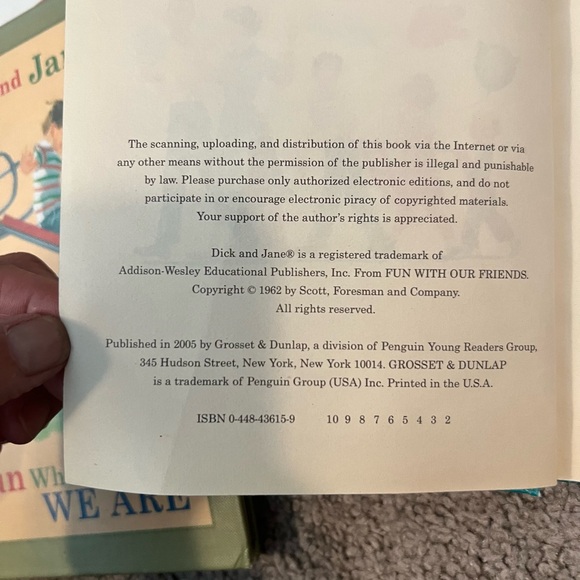 nd Ja
The scanning, uploading, and distribution of this book via the Internet or via
any other means without the permission of the publisher is illegal and punishable
by law. Please purchase only authorized electronic editions, and do not
participate in or encourage electronic piracy of copyrighted materials.
Your support of the author's rights is appreciated.
Dick and Jane® is a registered trademark of
Addison-Wesley Educational Publishers, Inc. From FUN WITH OUR FRIENDS.
Copyright © 1962 by Scott, Foresman and Company.
All rights reserved.
Published in 2005 by Grosset & Dunlap, a division of Penguin Young Readers Group,
345 Hudson Street, New York, New York 10014. GROSSET & DUNLAP
is a trademark of Penguin Group (USA) Inc. Printed in the U.S.A.
ISBN 0-448-43615-9 10 9 8 7 6 5 4 3 2
un Wh
WE ARE